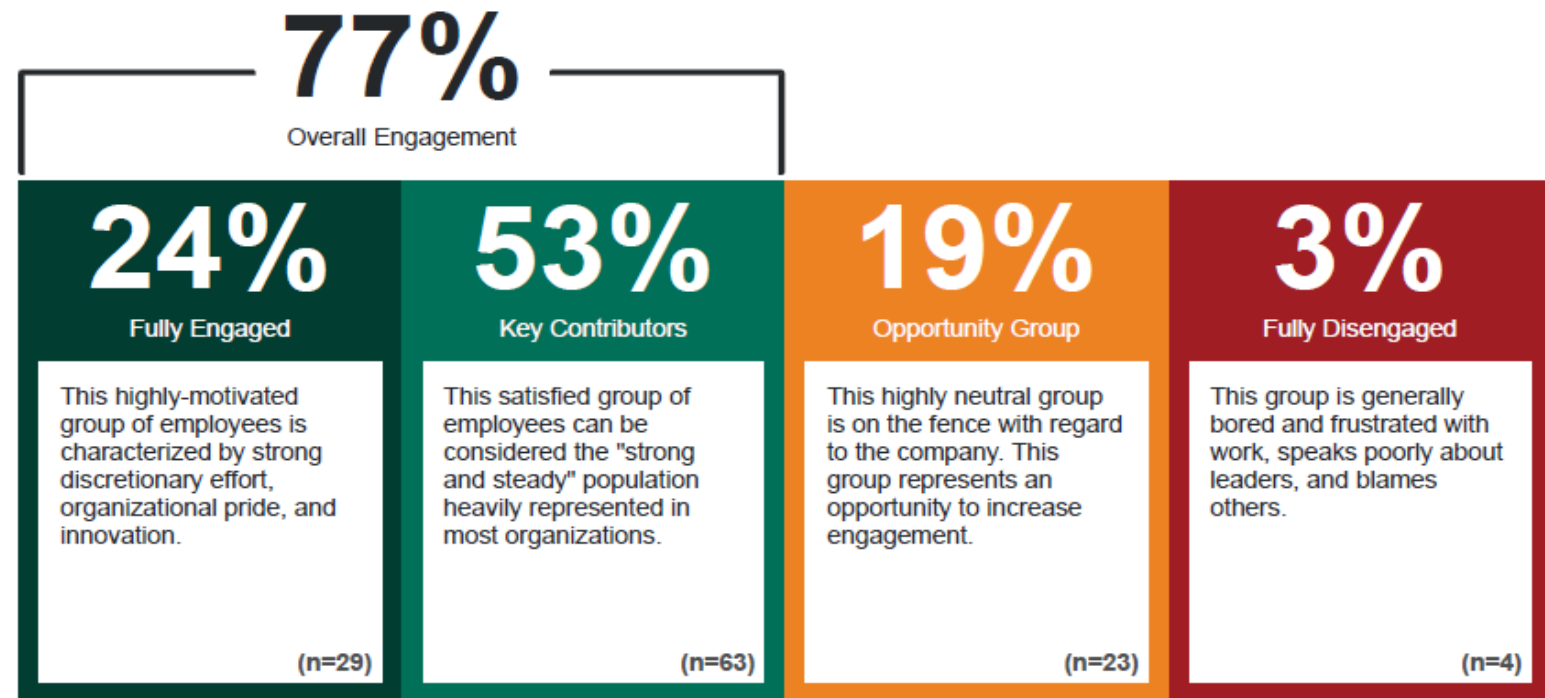 77%
Overall Engagement
24%
Fully Engaged
This highly-motivated
group of employees is
characterized by strong
discretionary effort,
organizational pride, and
innovation.
(n=29)
53%
Key Contributors
This satisfied group of
employees can be
considered the "strong
and steady" population
heavily represented in
most organizations.
(n=63)
19%
Opportunity Group
This highly neutral group
is on the fence with regard
to the company. This
group represents an
opportunity to increase
engagement.
(n=23)
3%
Fully Disengaged
This group is generally
bored and frustrated with
work, speaks poorly about
leaders, and blames
others.
(n=4)